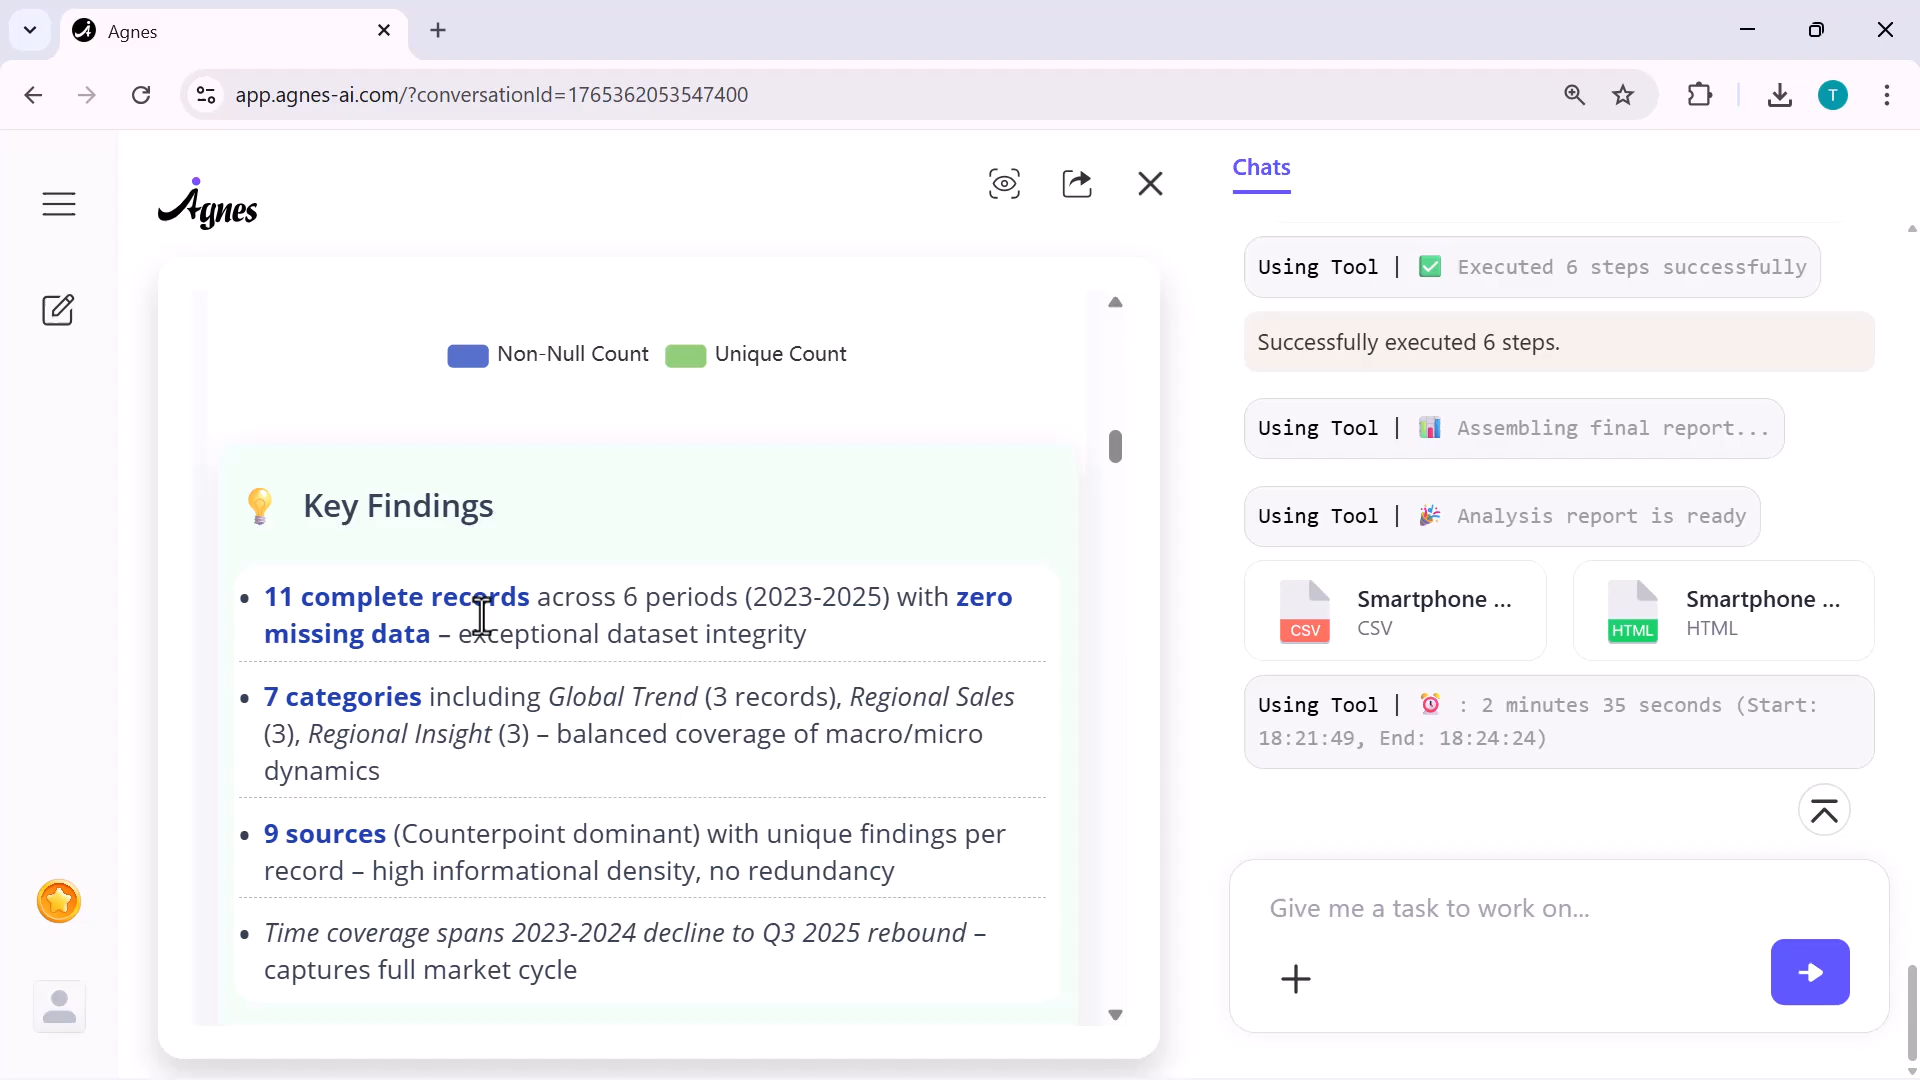 Agnes
app.agnes-ai.com/?conversationId=1765362053547400
T
Agnes
Non-Null Count Unique Count
Key Findings
• 11 complete records across 6 periods (2023-2025) with zero
missing data – exceptional dataset integrity
• 7 categories including Global Trend (3 records), Regional Sales
(3), Regional Insight (3) – balanced coverage of macro/micro
dynamics
• 9 sources (Counterpoint dominant) with unique findings per
record – high informational density, no redundancy
• Time coverage spans 2023-2024 decline to Q3 2025 rebound –
captures full market cycle
Chats
Using Tool | ✅ Executed 6 steps successfully
Successfully executed 6 steps.
Using Tool | 📊 Assembling final report...
Using Tool | 🎉 Analysis report is ready
CSV
Smartphone ...
CSV
HTML
Smartphone ...
HTML
Using Tool | ⏰ : 2 minutes 35 seconds (Start:
18:21:49, End: 18:24:24)
Give me a task to work on...